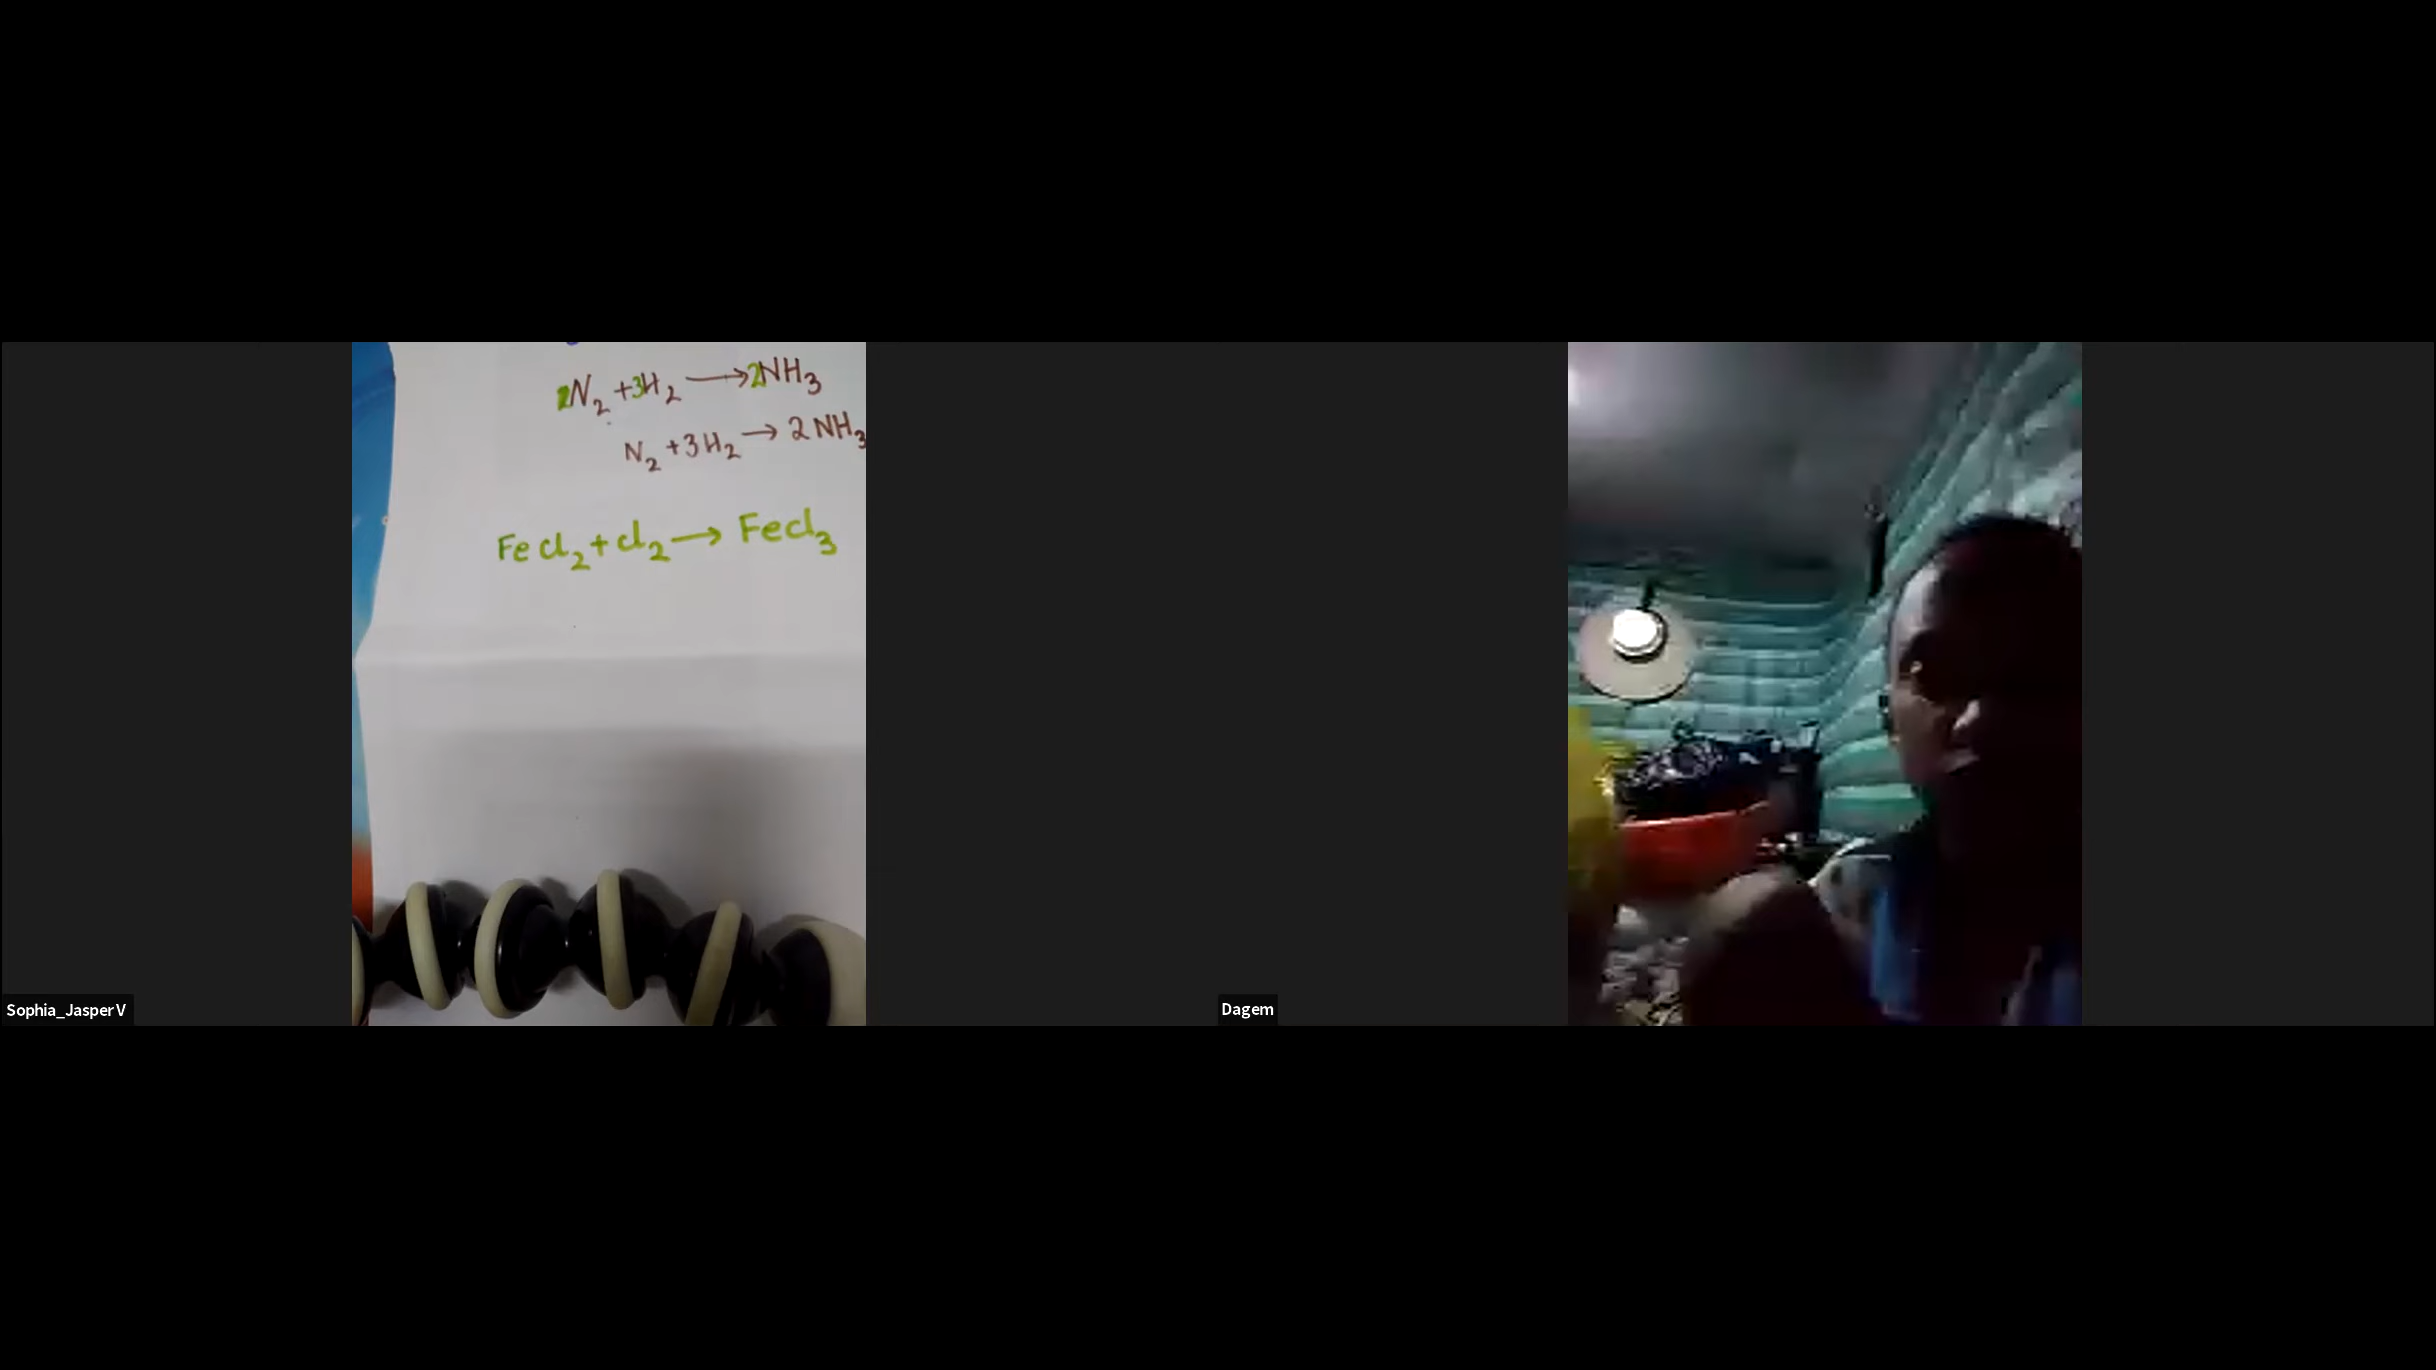 2N₂ + 3H₂ → 2NH₃
N₂ + 3H₂ → 2NH₃
FeCl₂ + Cl₂ → FeCl₃
Sophia_Jasper V
Dagem